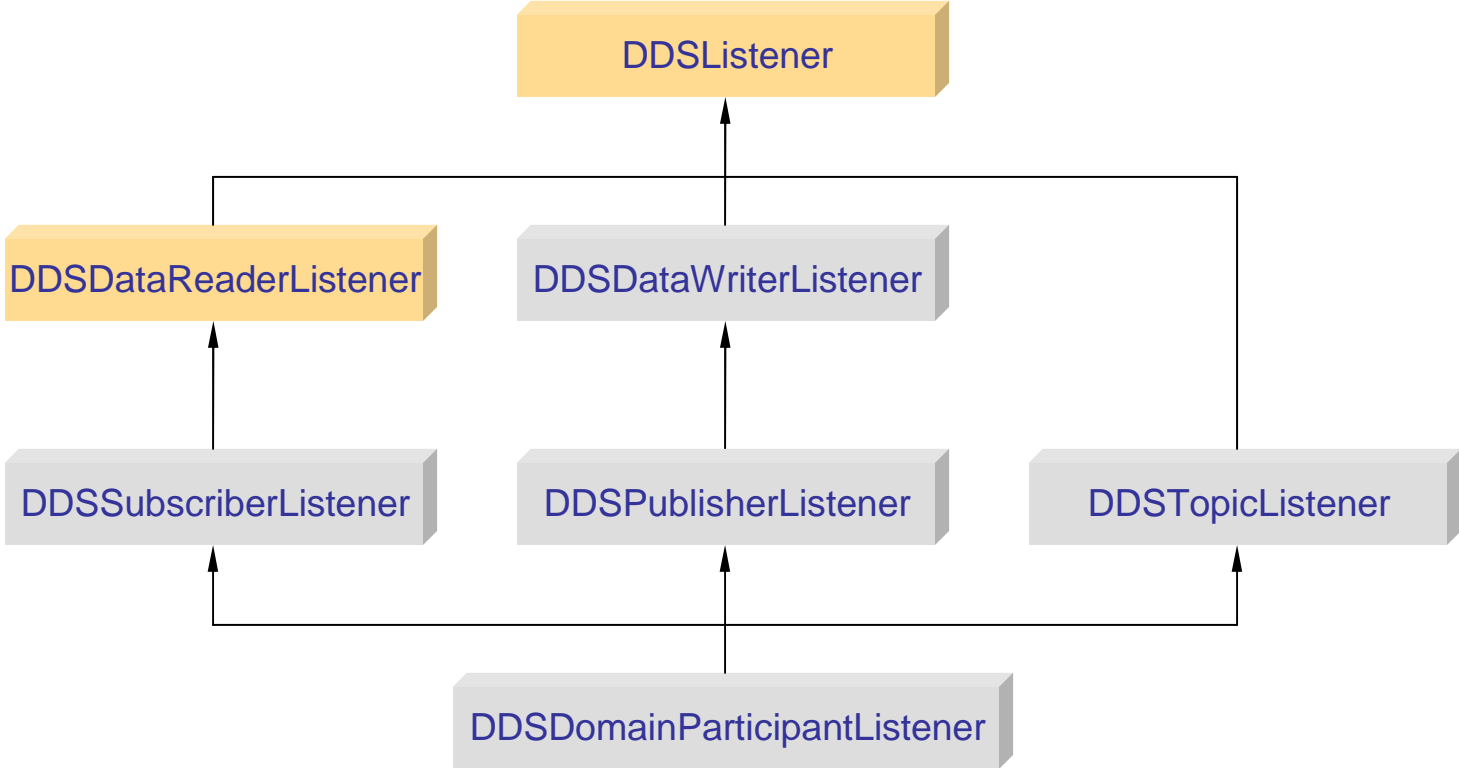 DDSListener
DDSDataReaderListener
DDSDataWriterListener
DDSSubscriberListener
DDSPublisherListener
DDSTopicListener
DDSDomainParticipantListener